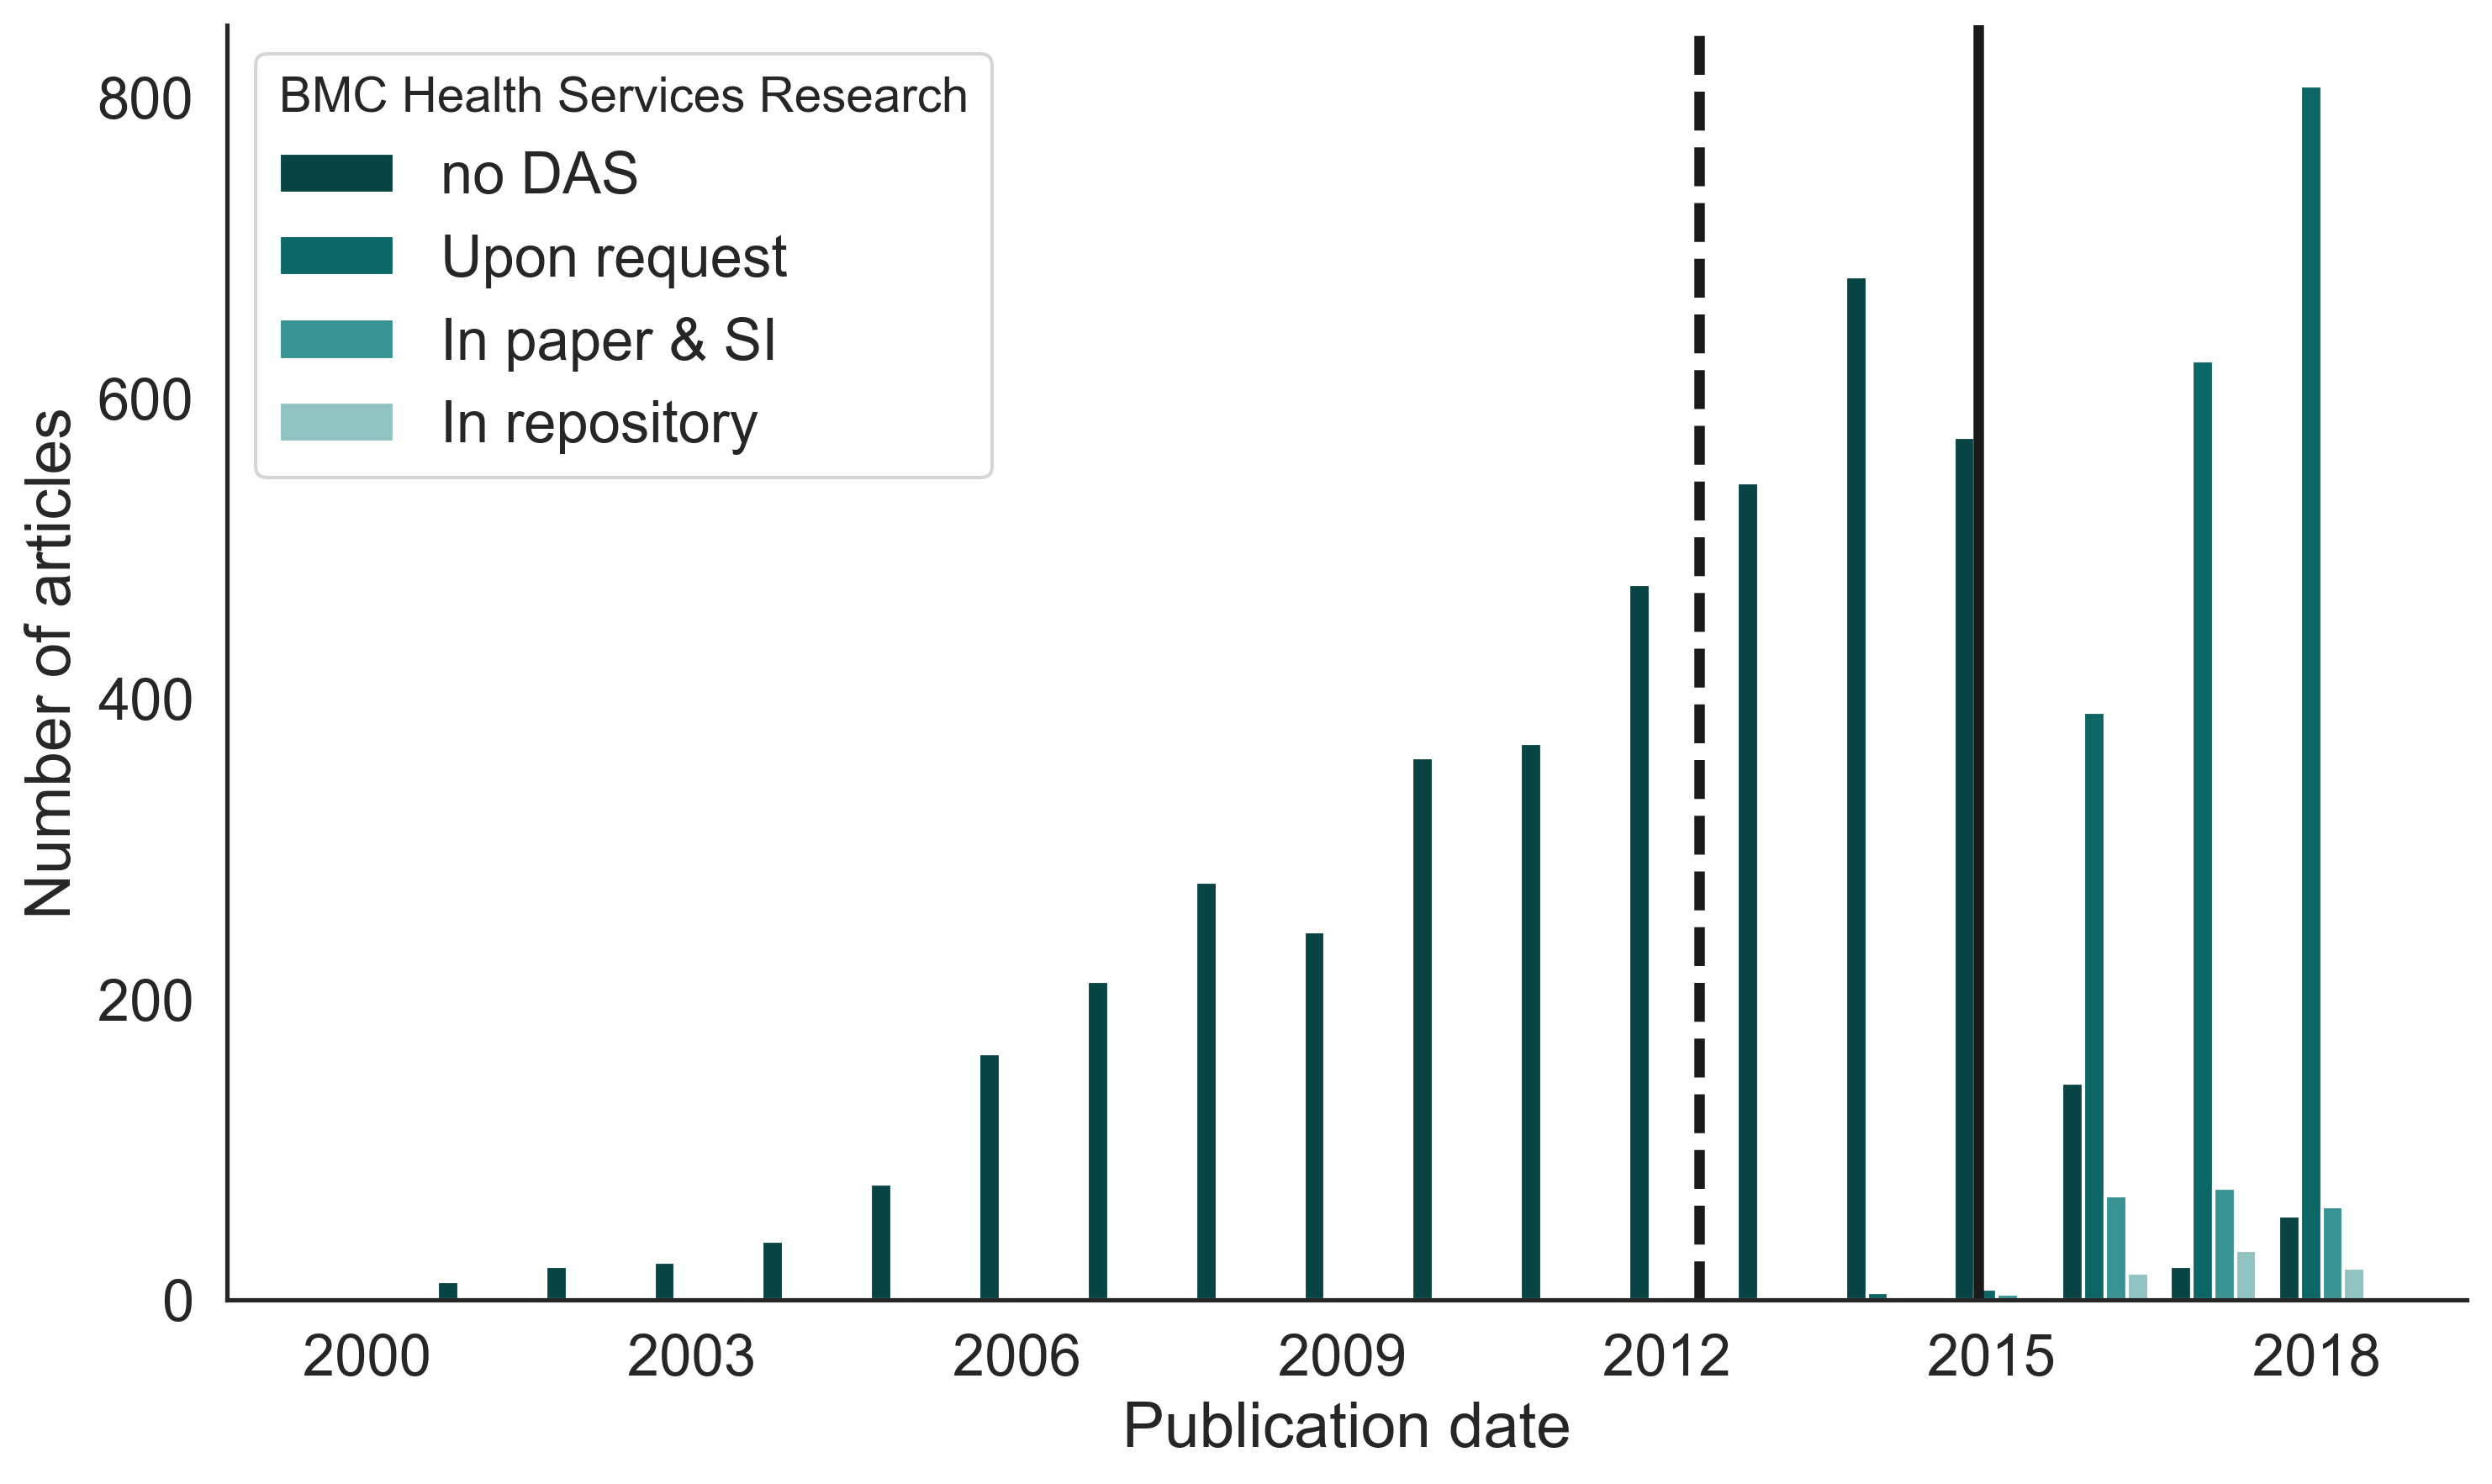 BMC Health Services Research
no DAS
Upon request
In paper & SI
In repository
Number of articles
800
600
400
200
0
2000 2003 2006 2009 2012 2015 2018
Publication date